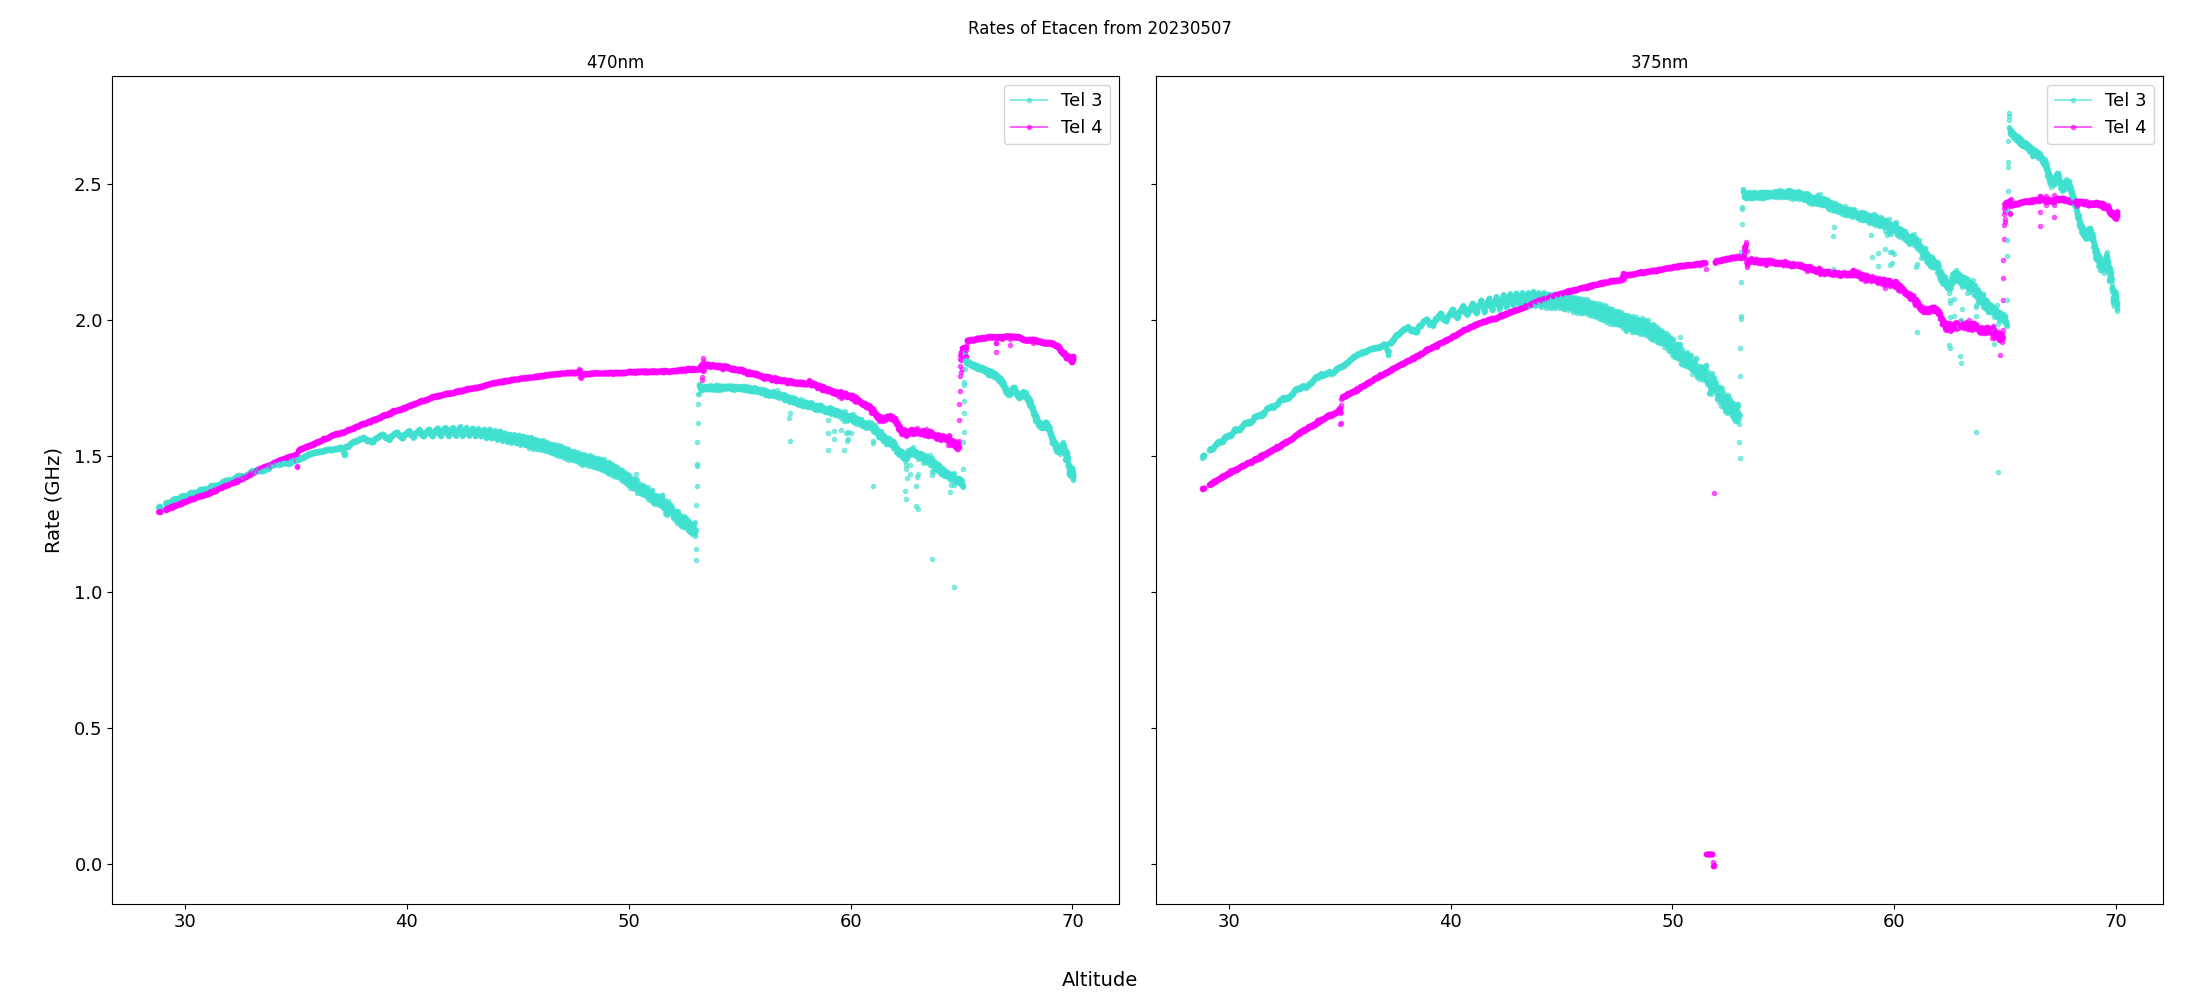 Rates of Etacen from 20230507
470nm
375nm
Tel 3
Tel 4
Tel 3
Tel 4
Rate (GHz)
2.5
2.0
1.5
1.0
0.5
0.0
30 40 50 60 70
30 40 50 60 70
Altitude